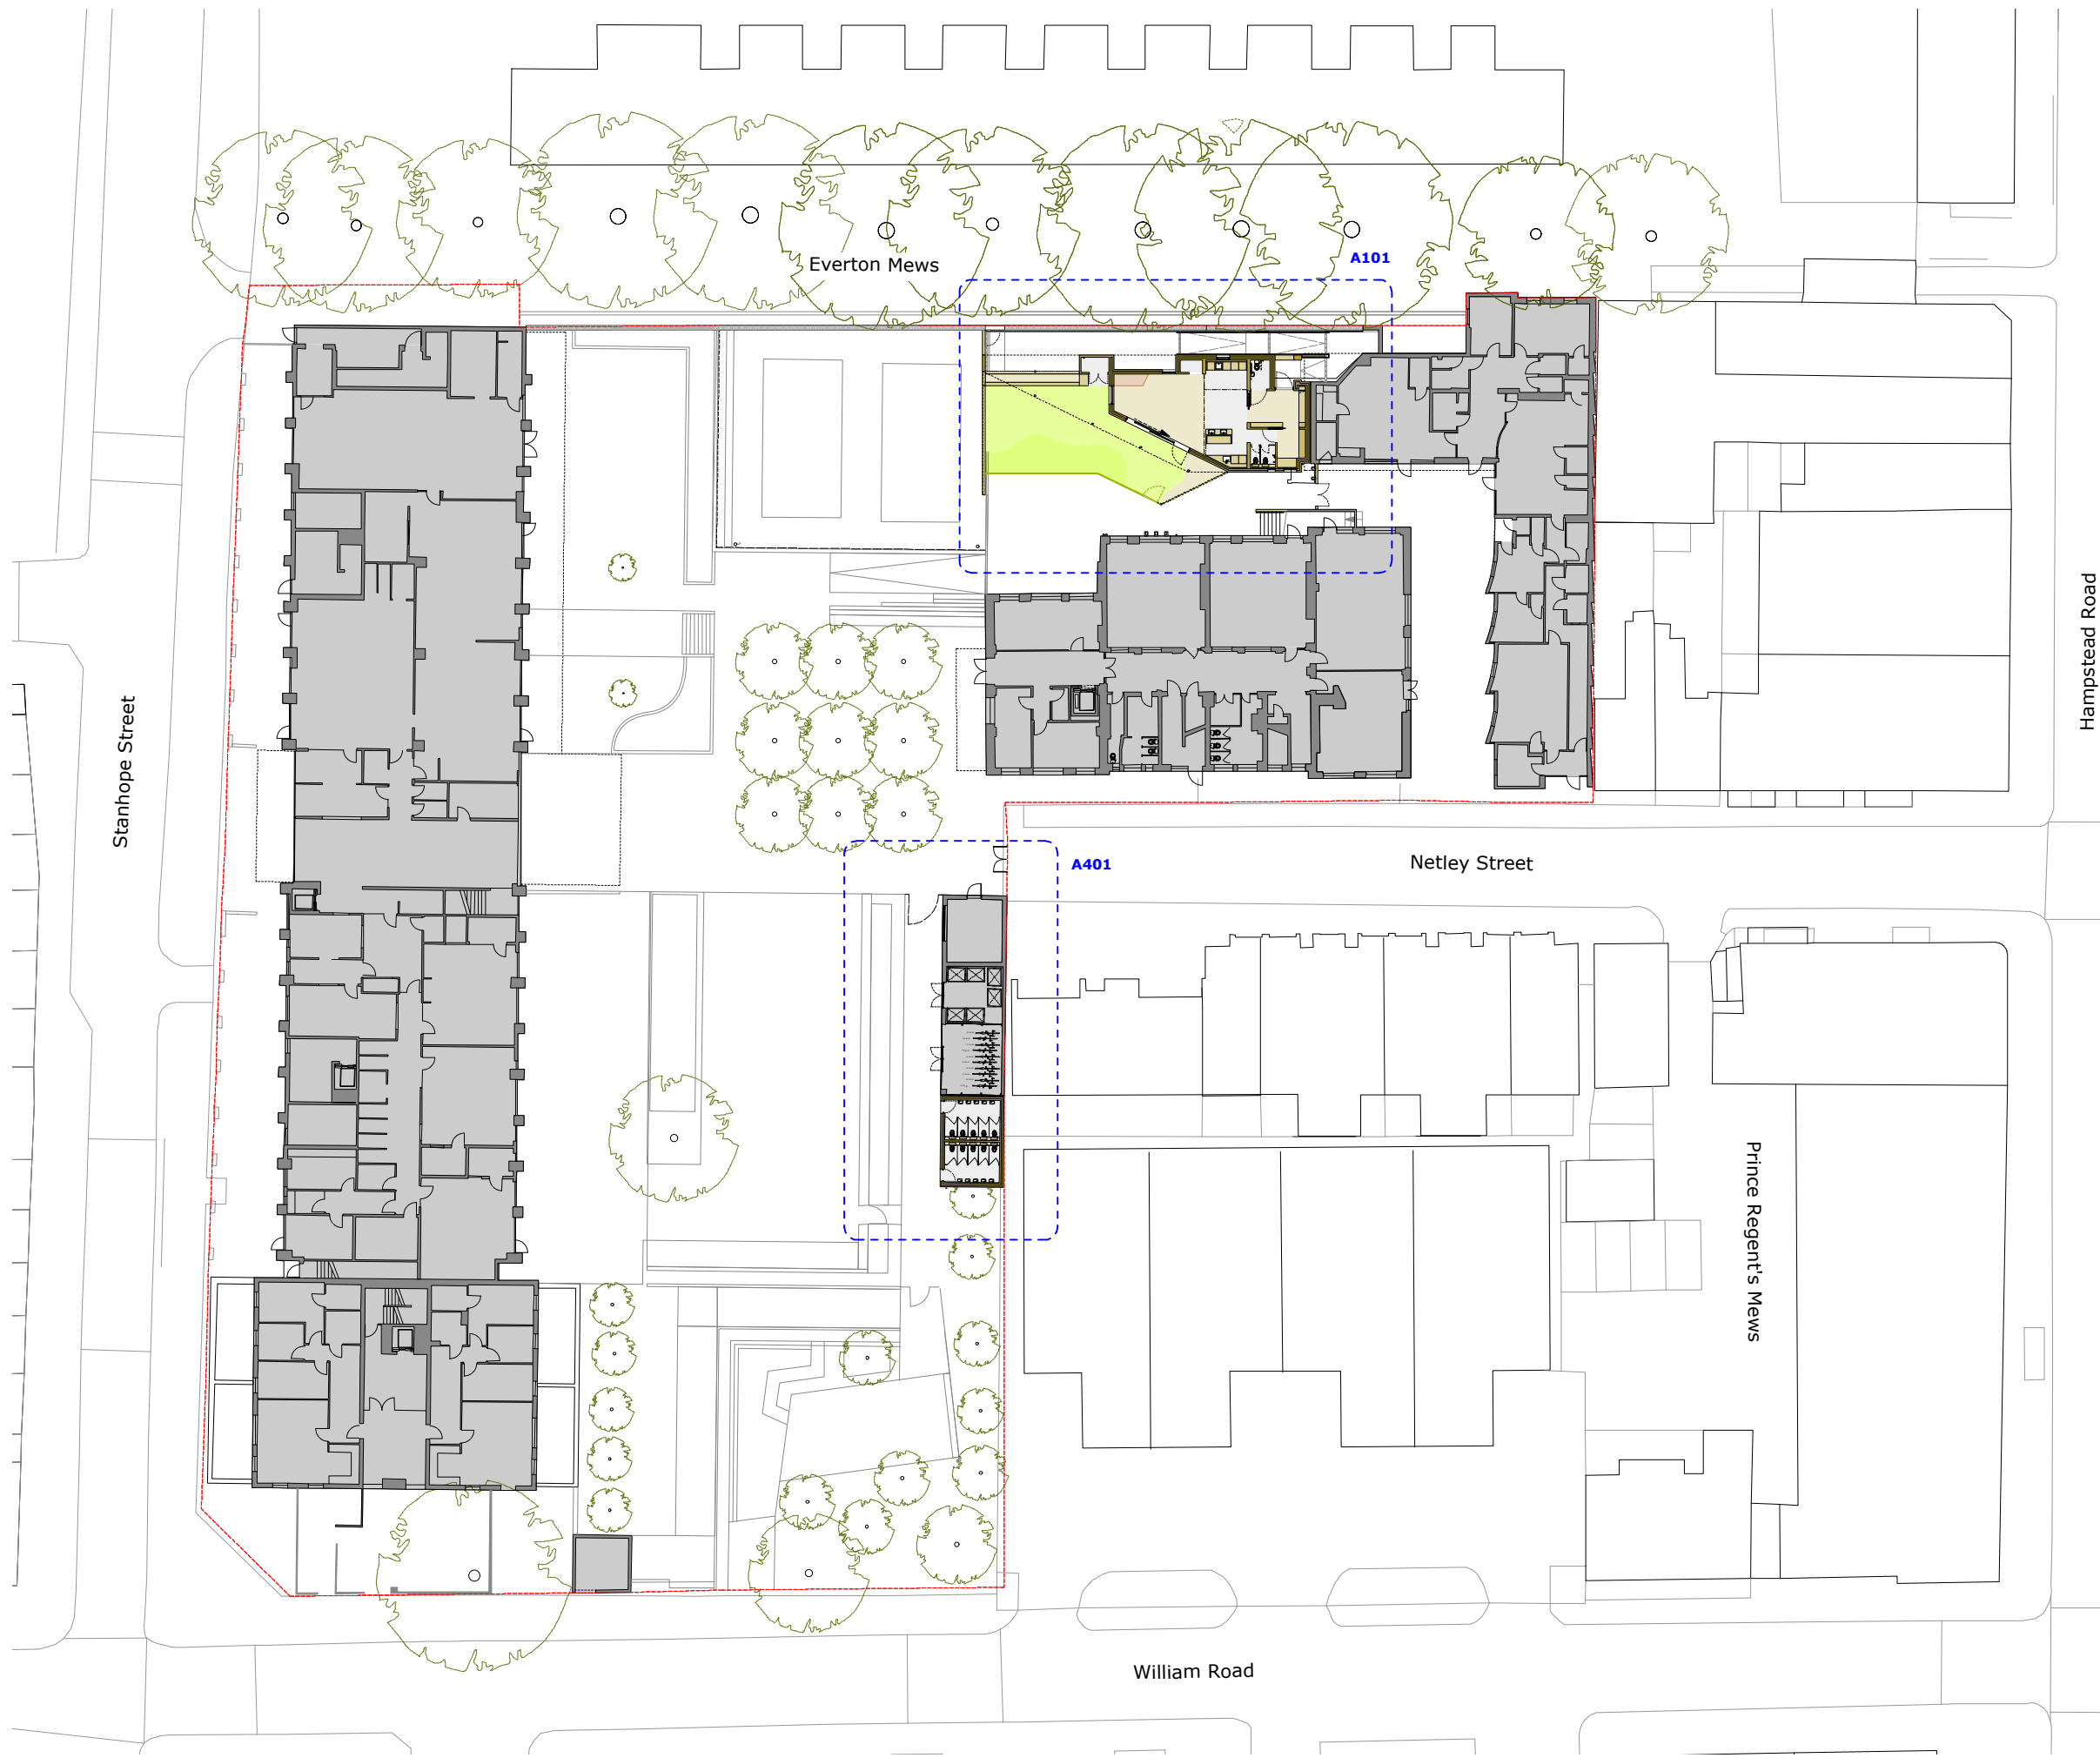 A101
Everton Mews
Hampstead Road
Stanhope Street
A401
Netley Street
Prince Regent's Mews
William Road